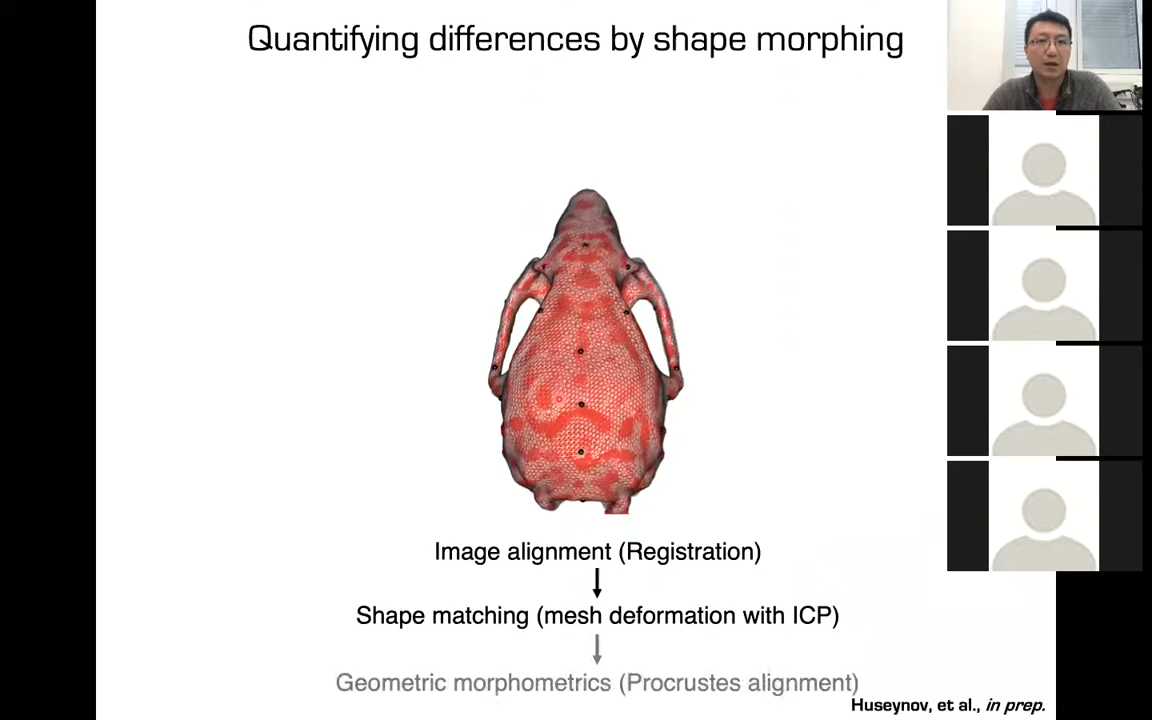 Quantifying differences by shape morphing
Image alignment (Registration)
Shape matching (mesh deformation with ICP)
Geometric morphometrics (Procrustes alignment)
Huseynov, et al., in prep.